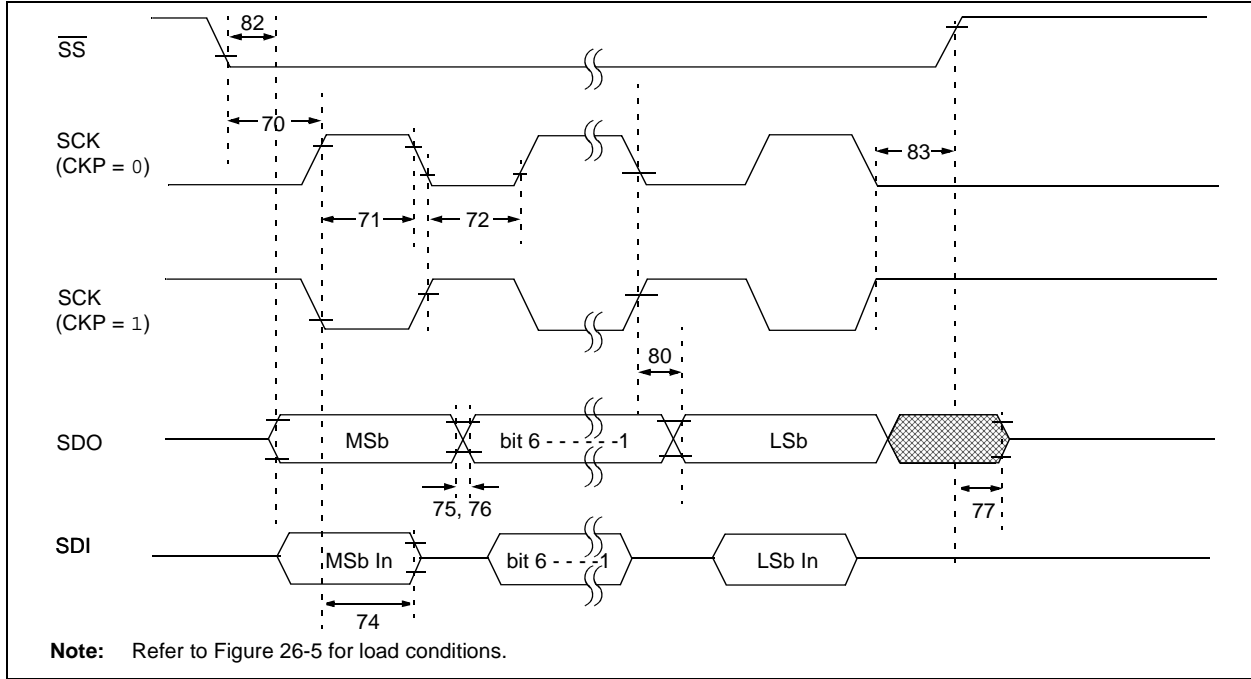 82
SS
70
SCK
(CKP = 0)
83
71
72
SCK
(CKP = 1)
80
SDO
MSb
bit 6 - - - - - -1
LSb
75, 76
77
SDI
MSb In
bit 6 - - - -1
LSb In
74
Note: Refer to Figure 26-5 for load conditions.